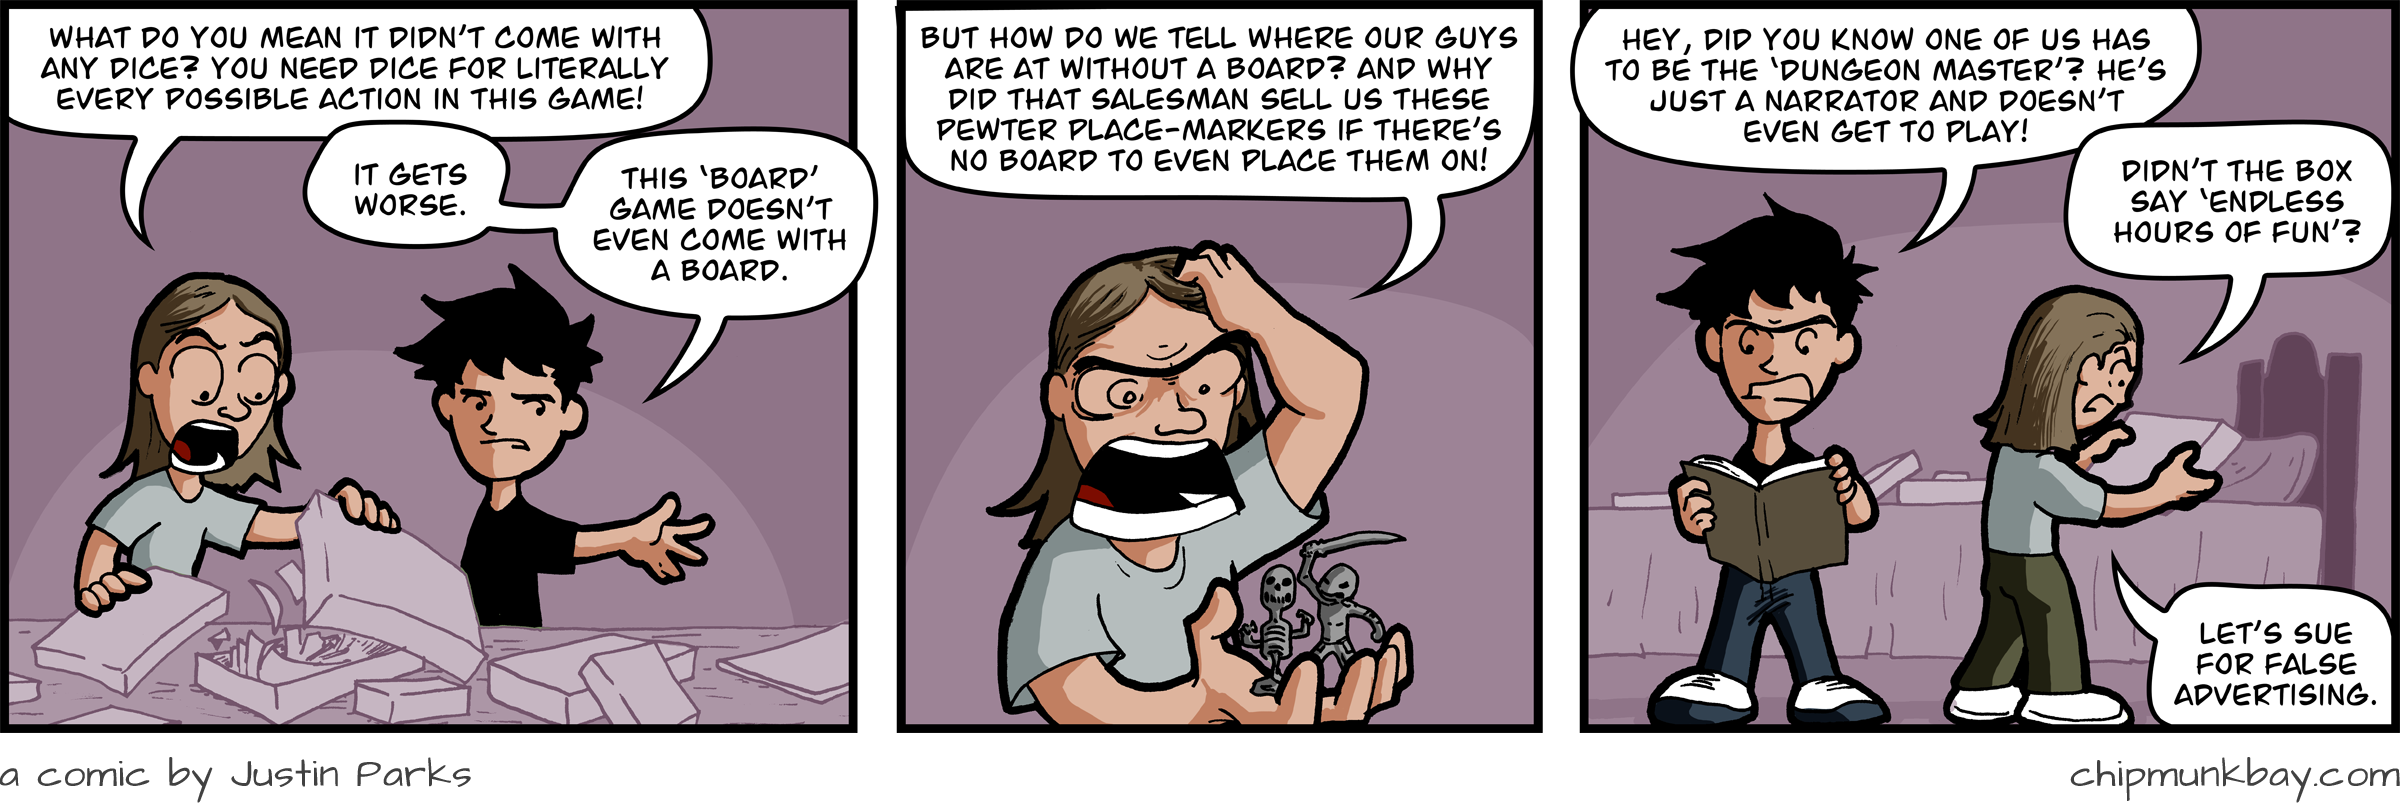 WHAT DO YOU MEAN IT DIDN'T COME WITH
ANY DICE? YOU NEED DICE FOR LITERALLY
EVERY POSSIBLE ACTION IN THIS GAME!
IT GETS
WORSE.
THIS 'BOARD'
GAME DOESN'T
EVEN COME WITH
A BOARD.
BUT HOW DO WE TELL WHERE OUR GUYS
ARE AT WITHOUT A BOARD? AND WHY
DID THAT SALESMAN SELL US THESE
PEWTER PLACE-MARKERS IF THERE'S
NO BOARD TO EVEN PLACE THEM ON!
HEY, DID YOU KNOW ONE OF US HAS
TO BE THE 'DUNGEON MASTER'? HE'S
JUST A NARRATOR AND DOESN'T
EVEN GET TO PLAY!
DIDN'T THE BOX
SAY 'ENDLESS
HOURS OF FUN'?
LET'S SUE
FOR FALSE
ADVERTISING.
a comic by Justin Parks
chipmunkbay.com